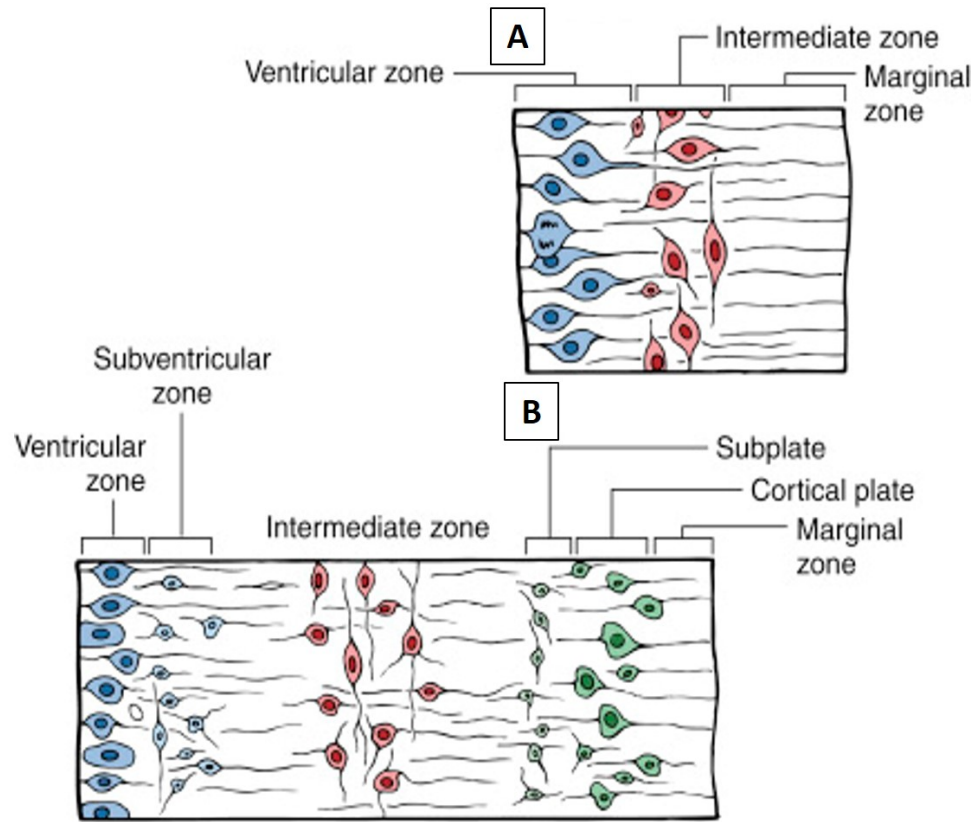 A
Intermediate zone
Ventricular zone
Marginal
zone
Subventricular
zone
B
Ventricular
zone
Subplate
Cortical plate
Intermediate zone
Marginal
zone